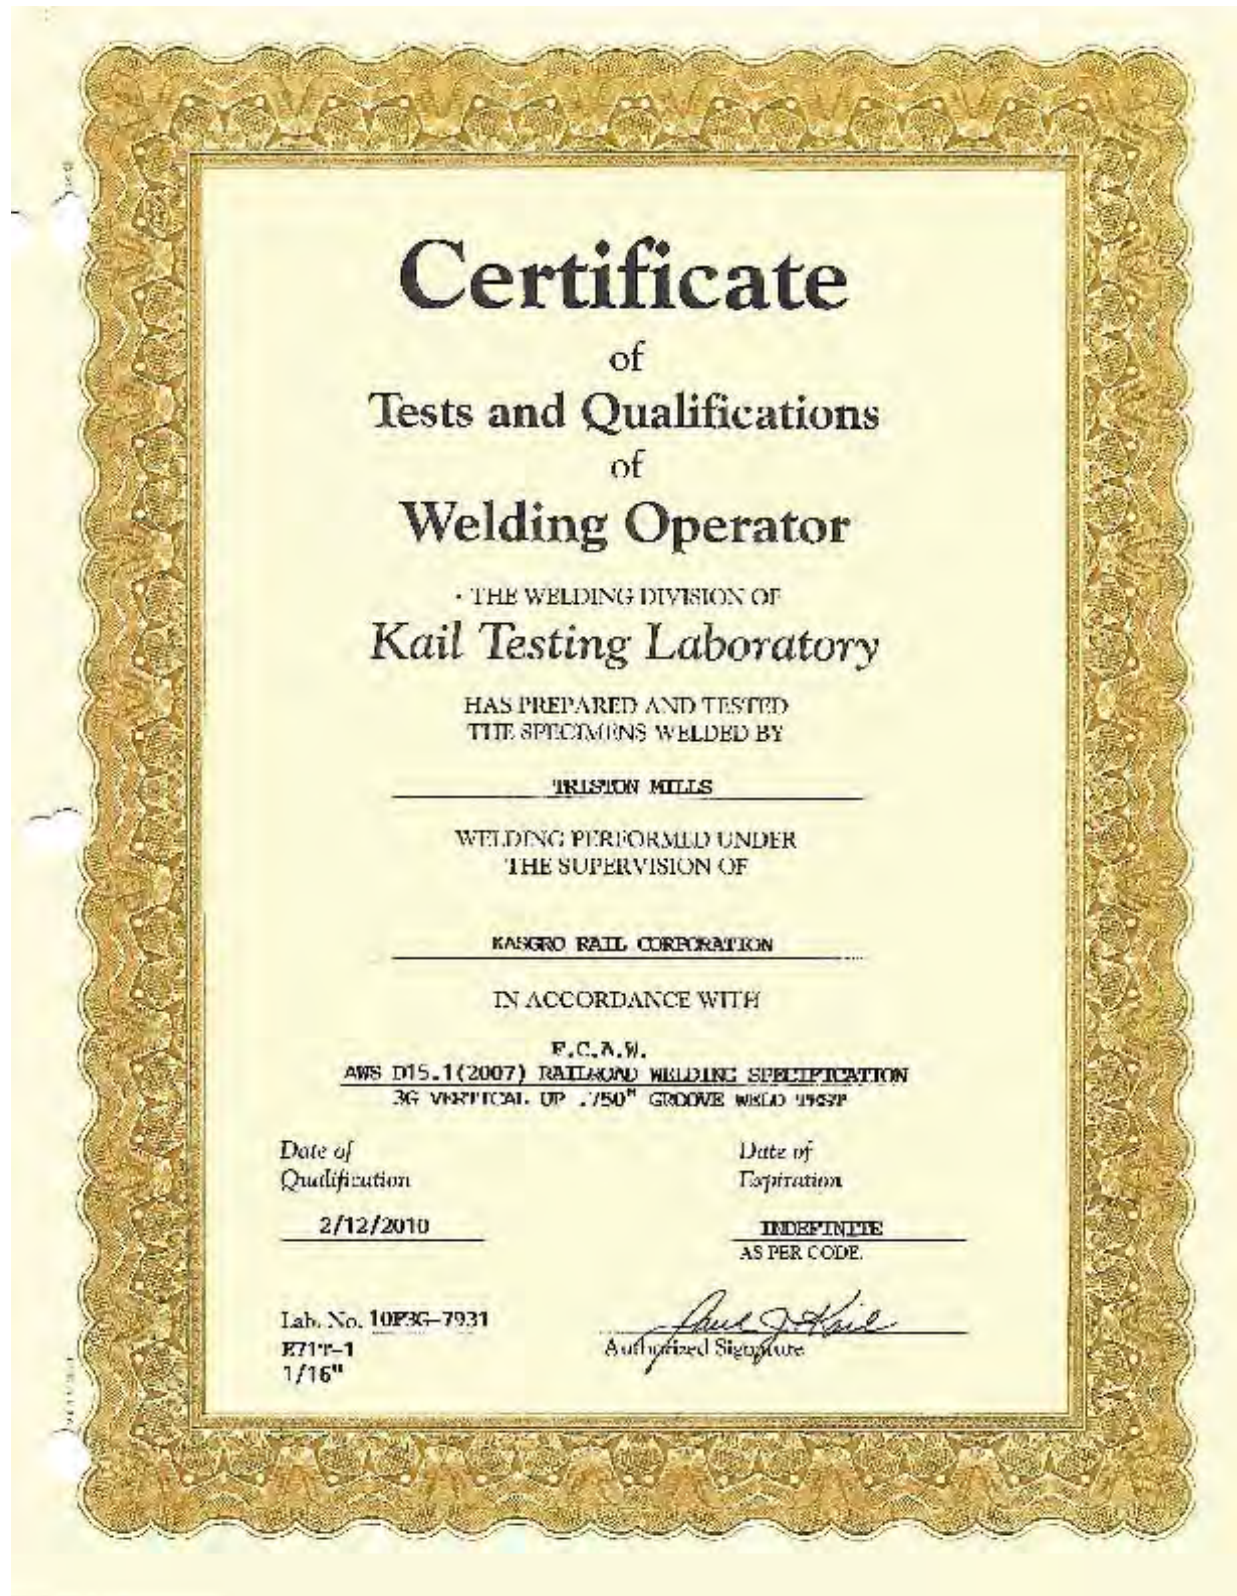 Certificate
of
Tests and Qualifications
of
Welding Operator
THE WELDING DIVISION OF
Kail Testing Laboratory
HAS PREPARED AND TESTED
THE SPECIMENS WELDED BY
TRISTON MILLS
WELDING PERFORMED UNDER
THE SUPERVISION OF
KASGRO RAIL CORPORATION
IN ACCORDANCE WITH
F.C.A.W.
AWS D15.1(2007) RAILROAD WELDING SPECIFICATION
3G VERTICAL UP .750" GROOVE WELD TEST
Date of Qualification
2/12/2010
Date of Expiration
INDEFINITE
AS PER CODE.
Lab. No. 10F3G-7931
E71T-1
1/16"
Paul J Kail
Authorized Signature